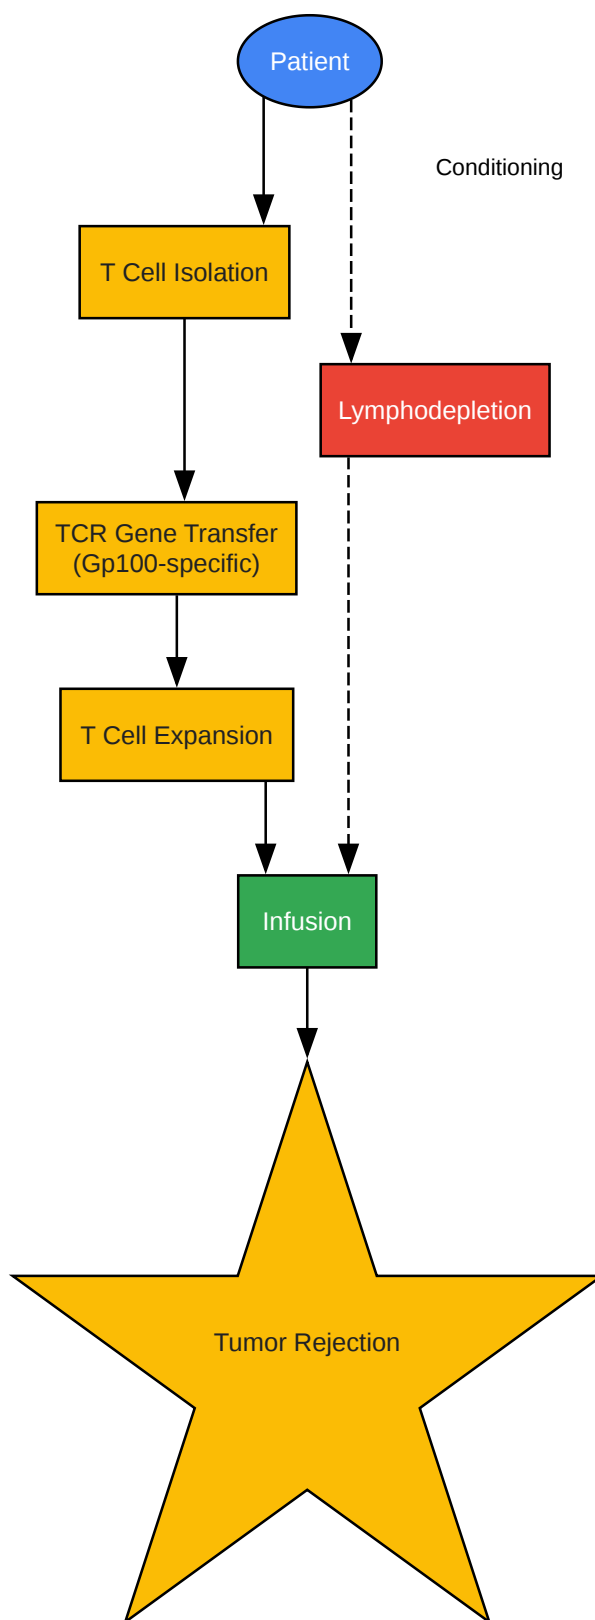 Patient
Conditioning
T Cell Isolation
Lymphodepletion
TCR Gene Transfer
(Gp100-specific)
T Cell Expansion
Infusion
Tumor Rejection